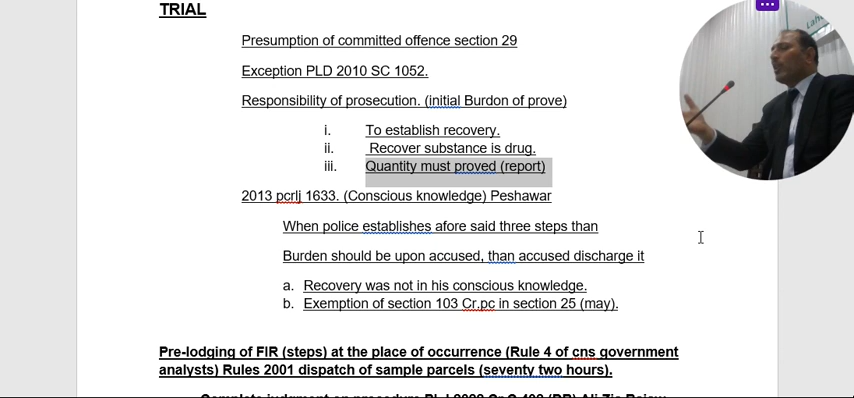 TRIAL
Presumption of committed offence section 29
Exception PLD 2010 SC 1052.
Responsibility of prosecution. (initial Burdon of prove)
i. To establish recovery.
ii. Recover substance is drug.
iii. Quantity must proved (report)
2013 pcrlj 1633. (Conscious knowledge) Peshawar
When police establishes afore said three steps than
Burden should be upon accused, than accused discharge it
a. Recovery was not in his conscious knowledge.
b. Exemption of section 103 Cr.pc in section 25 (may).
Pre-lodging of FIR (steps) at the place of occurrence (Rule 4 of cns government
analysts) Rules 2001 dispatch of sample parcels (seventy two hours).
Complete judgment on procedure